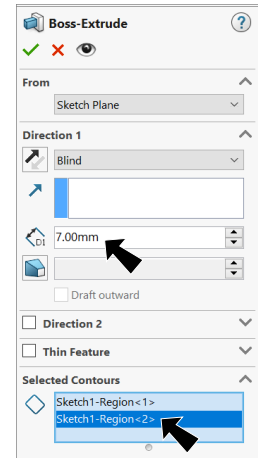 Boss-Extrude
?
From
Sketch Plane
Direction 1
Blind
D1
7.00mm
Draft outward
Direction 2
Thin Feature
Selected Contours
Sketch1-Region<1>
Sketch1-Region<2>